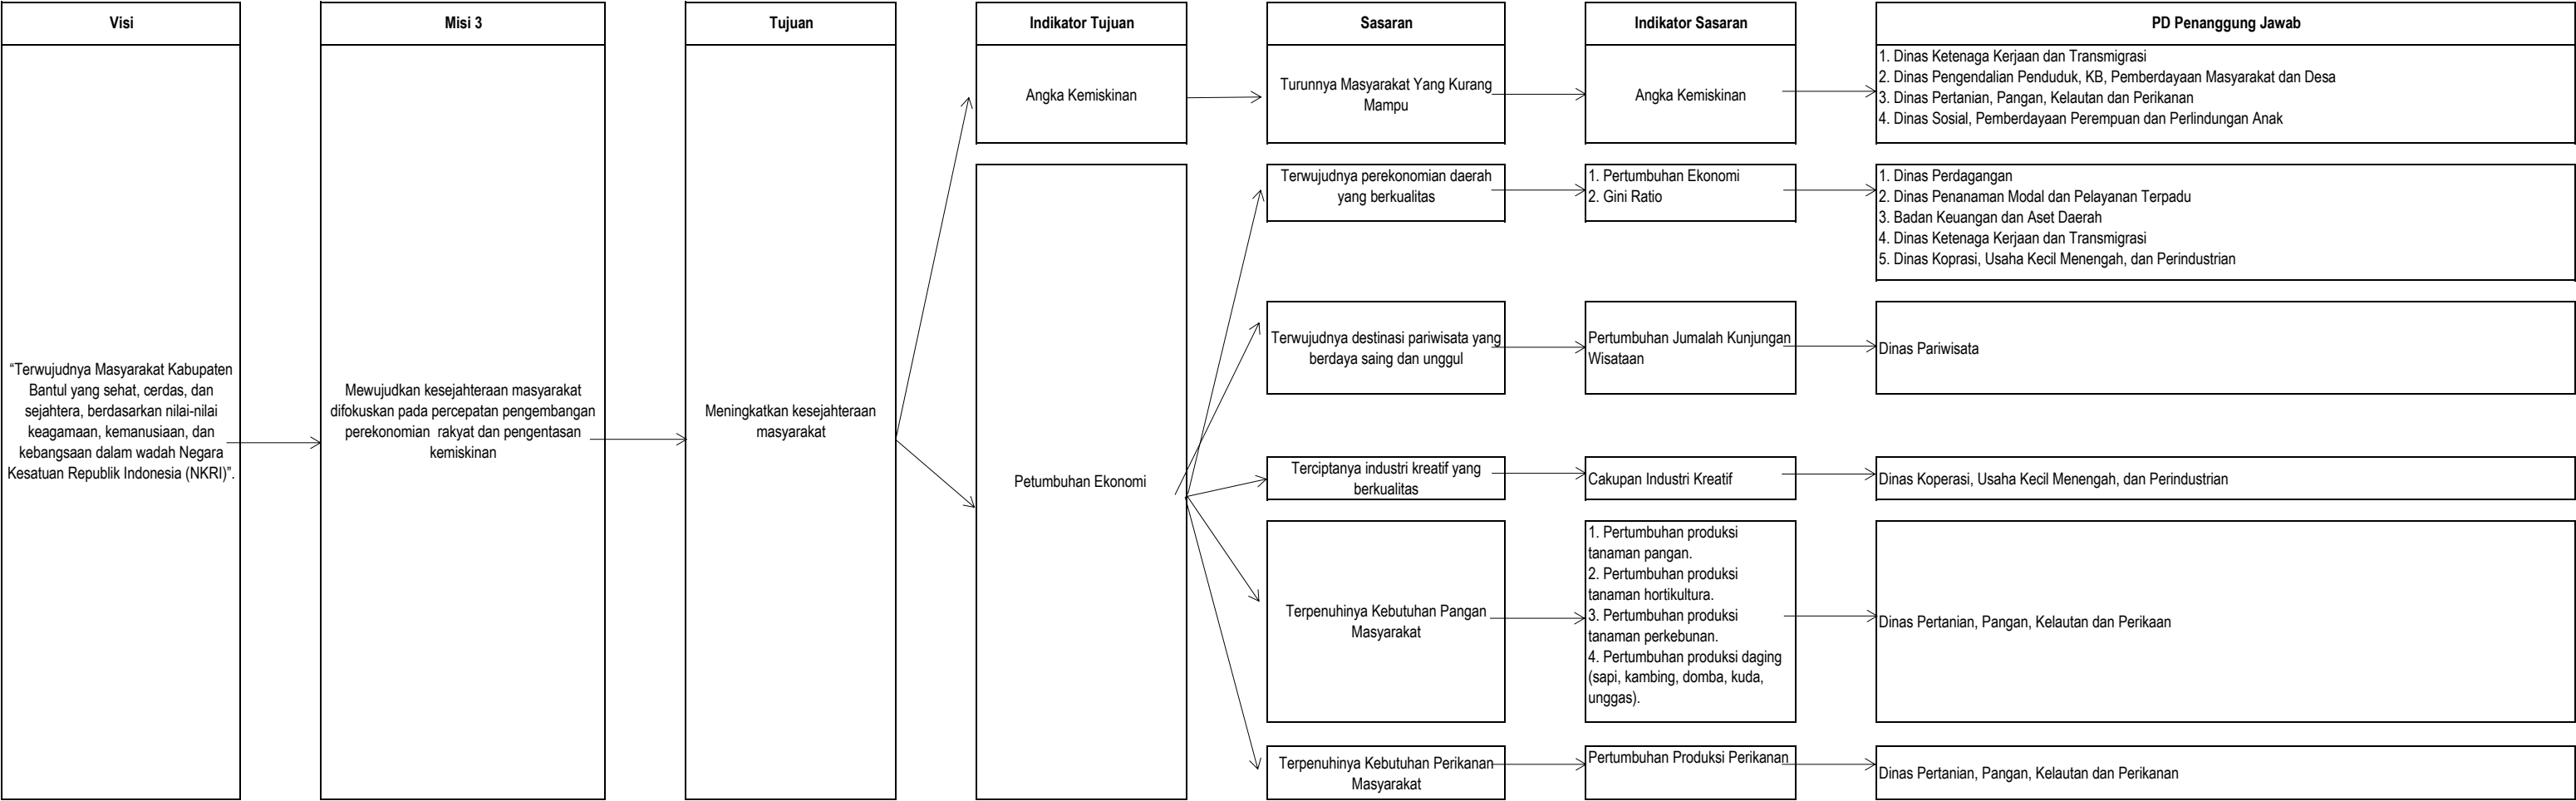 Visi
Misi 3
Tujuan
Indikator Tujuan
Sasaran
Indikator Sasaran
PD Penanggung Jawab
“Terwujudnya Masyarakat Kabupaten
Bantul yang sehat, cerdas, dan
sejahtera, berdasarkan nilai-nilai
keagamaan, kemanusiaan, dan
kebangsaan dalam wadah Negara
Kesatuan Republik Indonesia (NKRI)”.
Mewujudkan kesejahteraan masyarakat
difokuskan pada percepatan pengembangan
perekonomian rakyat dan pengentasan
kemiskinan
Meningkatkan kesejahteraan
masyarakat
Angka Kemiskinan
Turunnya Masyarakat Yang Kurang
Mampu
Angka Kemiskinan
1. Dinas Ketenaga Kerjaan dan Transmigrasi
2. Dinas Pengendalian Penduduk, KB, Pemberdayaan Masyarakat dan Desa
3. Dinas Pertanian, Pangan, Kelautan dan Perikanan
4. Dinas Sosial, Pemberdayaan Perempuan dan Perlindungan Anak
Petumbuhan Ekonomi
Terwujudnya perekonomian daerah
yang berkualitas
1. Pertumbuhan Ekonomi
2. Gini Ratio
1. Dinas Perdagangan
2. Dinas Penanaman Modal dan Pelayanan Terpadu
3. Badan Keuangan dan Aset Daerah
4. Dinas Ketenaga Kerjaan dan Transmigrasi
5. Dinas Koprasi, Usaha Kecil Menengah, dan Perindustrian
Terwujudnya destinasi pariwisata yang
berdaya saing dan unggul
Pertumbuhan Jumalah Kunjungan
Wisataan
Dinas Pariwisata
Terciptanya industri kreatif yang
berkualitas
Cakupan Industri Kreatif
Dinas Koperasi, Usaha Kecil Menengah, dan Perindustrian
Terpenuhinya Kebutuhan Pangan
Masyarakat
1. Pertumbuhan produksi
tanaman pangan.
2. Pertumbuhan produksi
tanaman hortikultura.
3. Pertumbuhan produksi
tanaman perkebunan.
4. Pertumbuhan produksi daging
(sapi, kambing, domba, kuda,
unggas).
Dinas Pertanian, Pangan, Kelautan dan Perikaan
Terpenuhinya Kebutuhan Perikanan
Masyarakat
Pertumbuhan Produksi Perikanan
Dinas Pertanian, Pangan, Kelautan dan Perikanan